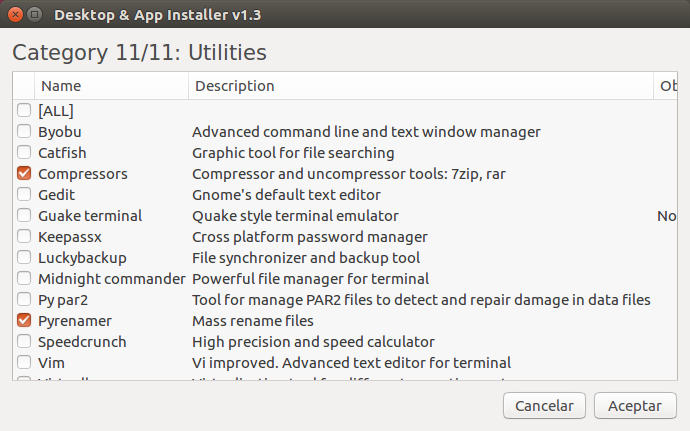 Desktop & App Installer v1.3
Category 11/11: Utilities
Name Description Ob
[ALL]
Byobu Advanced command line and text window manager
Catfish Graphic tool for file searching
Compressors Compressor and uncompressor tools: 7zip, rar
Gedit Gnome's default text editor
Guake terminal Quake style terminal emulator No
Keepassx Cross platform password manager
Luckybackup File synchronizer and backup tool
Midnight commander Powerful file manager for terminal
Py par2 Tool for manage PAR2 files to detect and repair damage in data files
Pyrenamer Mass rename files
Speedcrunch High precision and speed calculator
Vim Vi improved. Advanced text editor for terminal
Cancelar Aceptar